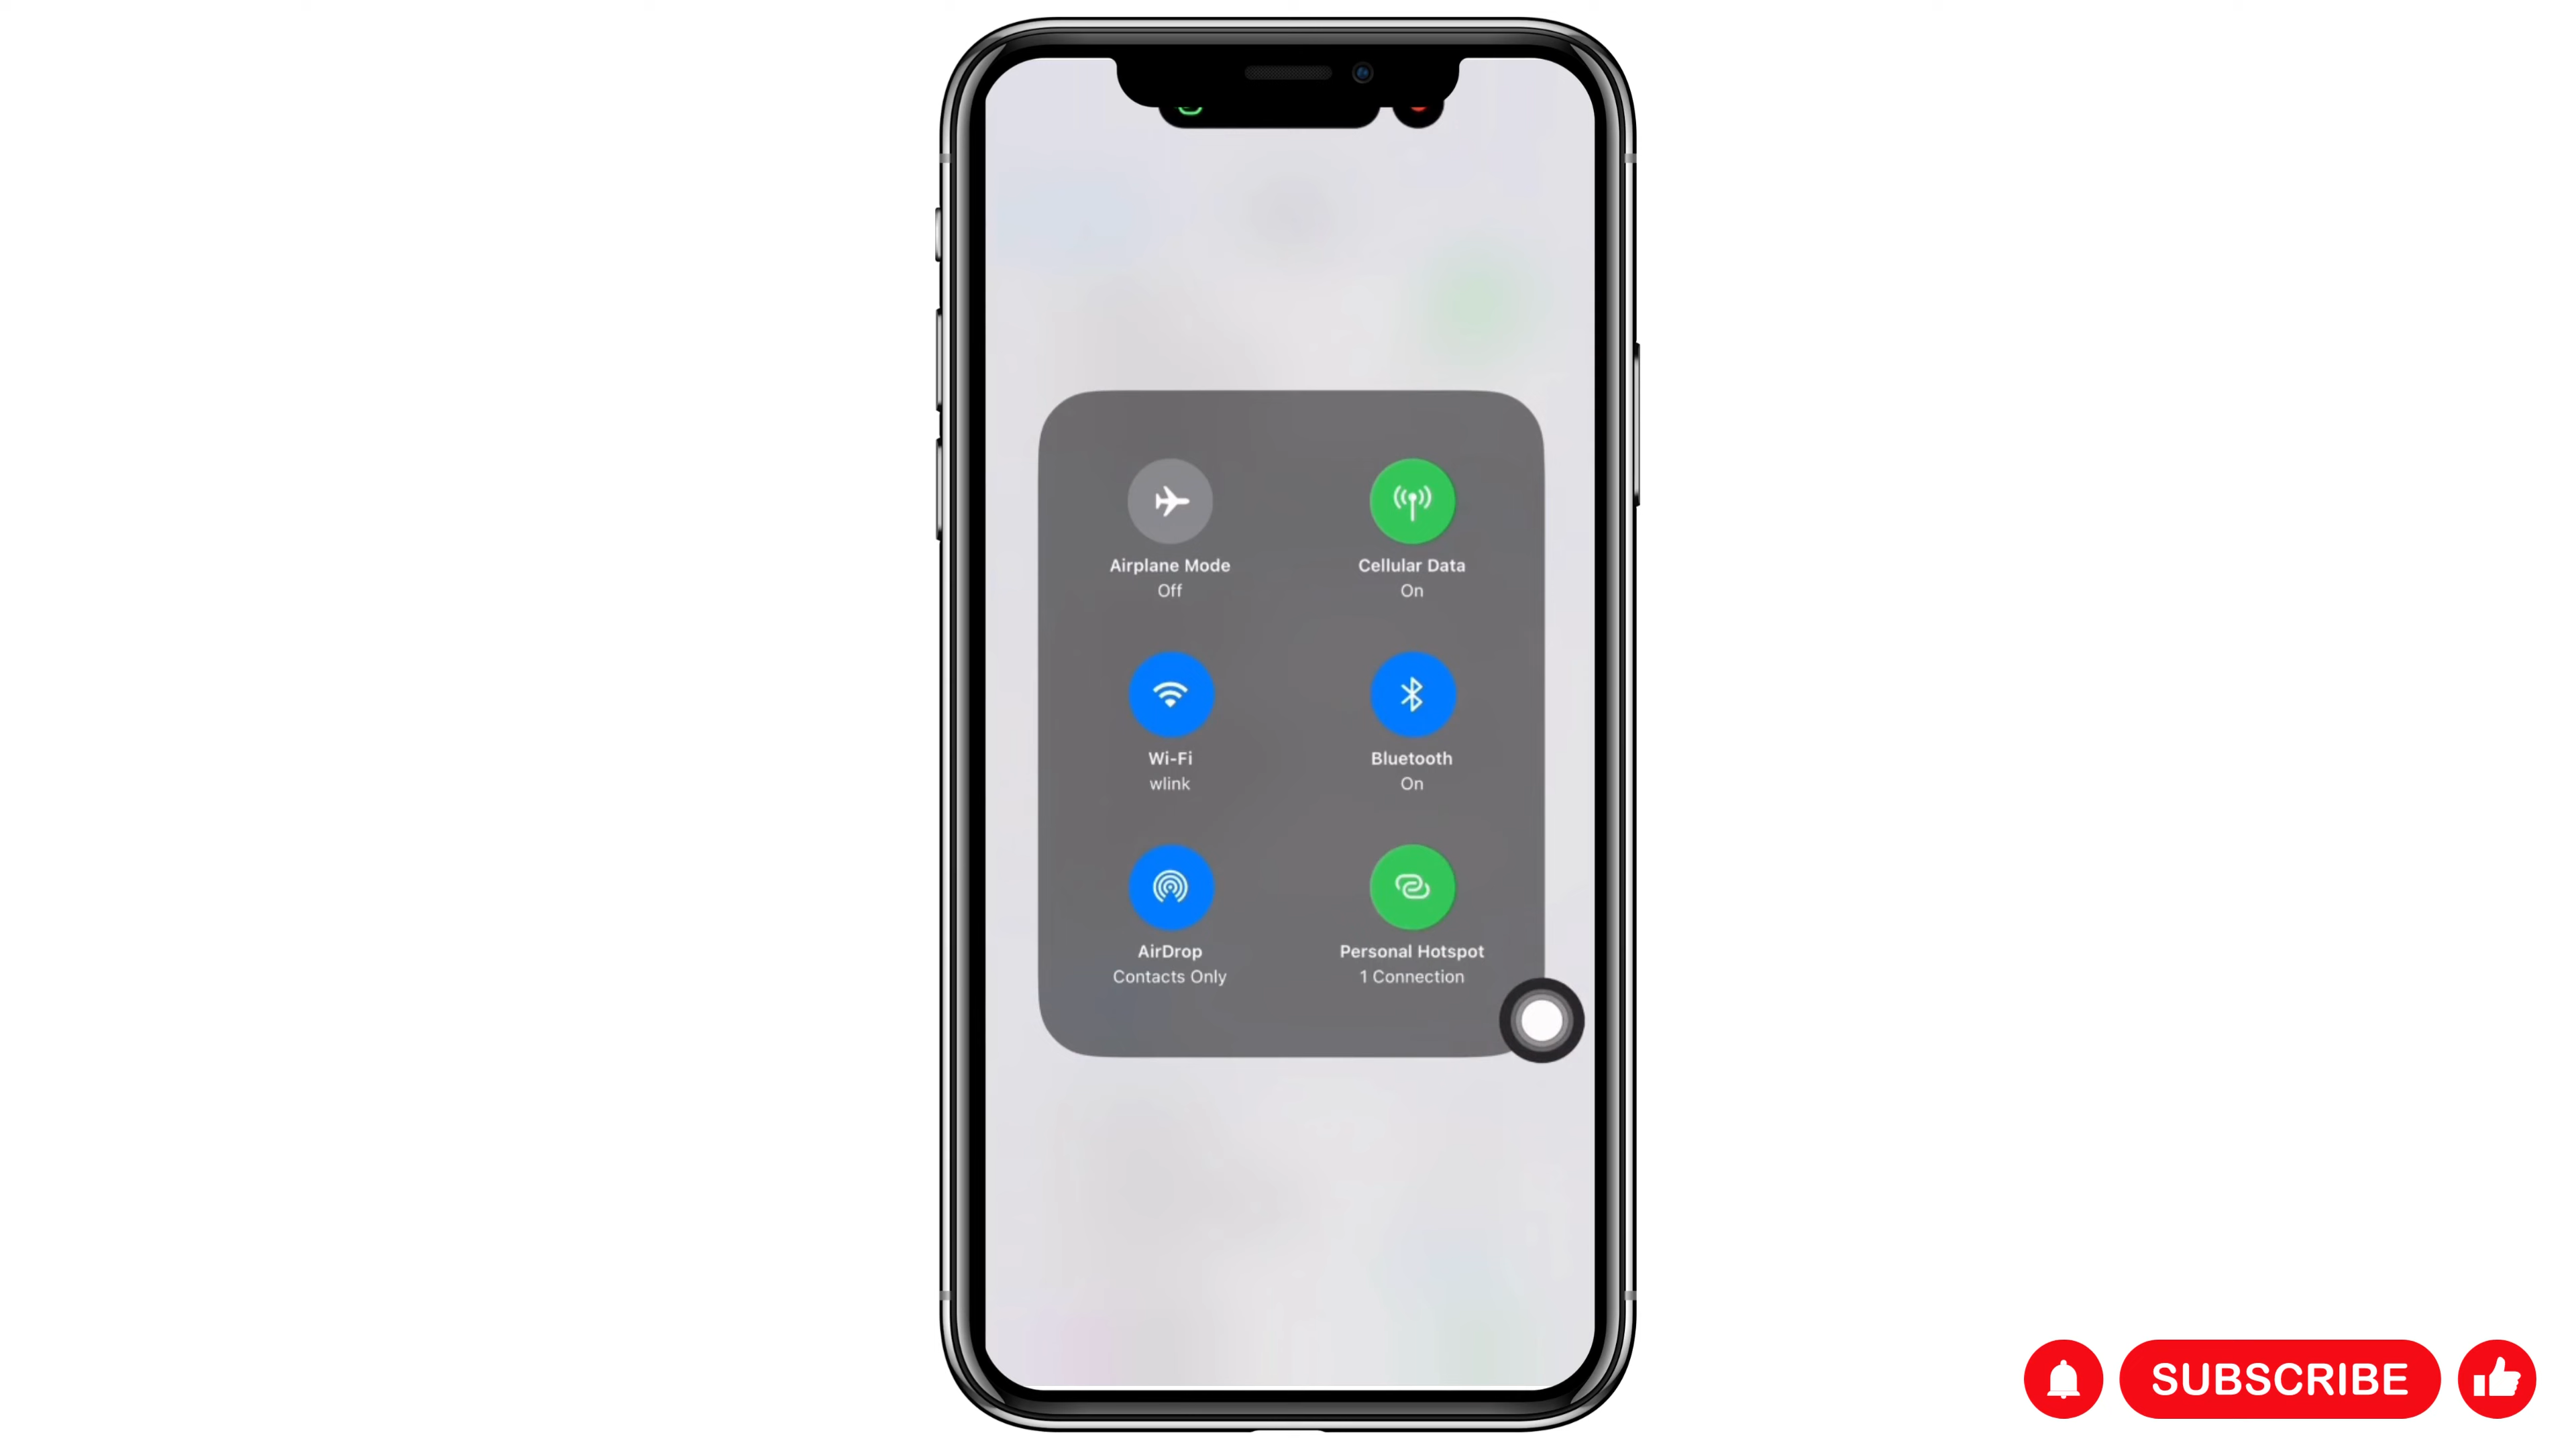 Airplane Mode
Off
Cellular Data
On
Wi-Fi
wlink
Bluetooth
On
AirDrop
Contacts Only
Personal Hotspot
1 Connection
SUBSCRIBE